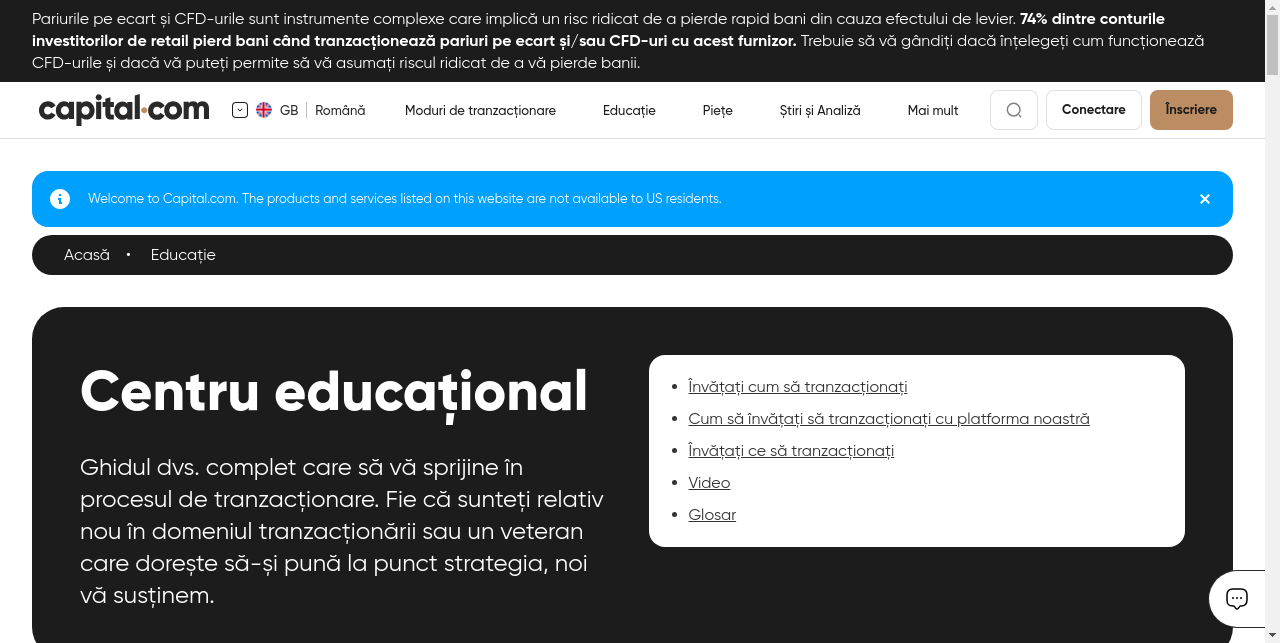 Pariurile pe ecart și CFD-urile sunt instrumente complexe care implică un risc ridicat de a pierde rapid bani din cauza efectului de levier. 74% dintre conturile
investitorilor de retail pierd bani când tranzacționează pariuri pe ecart și/sau CFD-uri cu acest furnizor. Trebuie să vă gândiți dacă înțelegeți cum funcționează
CFD-urile și dacă vă puteți permite să vă asumați riscul ridicat de a vă pierde banii.
capital.com
GB
Română
Moduri de tranzacționare
Educație
Piețe
Știri și Analiză
Mai mult
Conectare
Înscriere
Welcome to Capital.com. The products and services listed on this website are not available to US residents.
Acasă • Educație
Centru educațional
Ghidul dvs. complet care să vă sprijine în
procesul de tranzacționare. Fie că sunteți relativ
nou în domeniul tranzacționării sau un veteran
care dorește să-și pună la punct strategia, noi
vă susținem.
Învățați cum să tranzacționați
Cum să învățați să tranzacționați cu platforma noastră
Învățați ce să tranzacționați
Video
Glosar